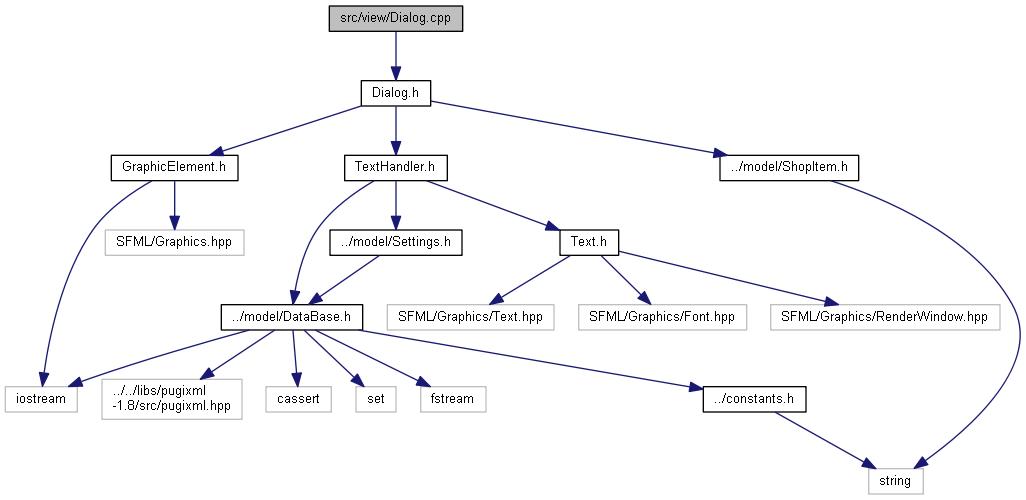 src/view/Dialog.cpp
Dialog.h
GraphicElement.h
TextHandler.h
../model/ShopItem.h
SFML/Graphics.hpp
../model/Settings.h
Text.h
../model/DataBase.h
SFML/Graphics/Text.hpp
SFML/Graphics/Font.hpp
SFML/Graphics/RenderWindow.hpp
iostream
../../libs/pugixml
-1.8/src/pugixml.hpp
cassert
set
fstream
../constants.h
string